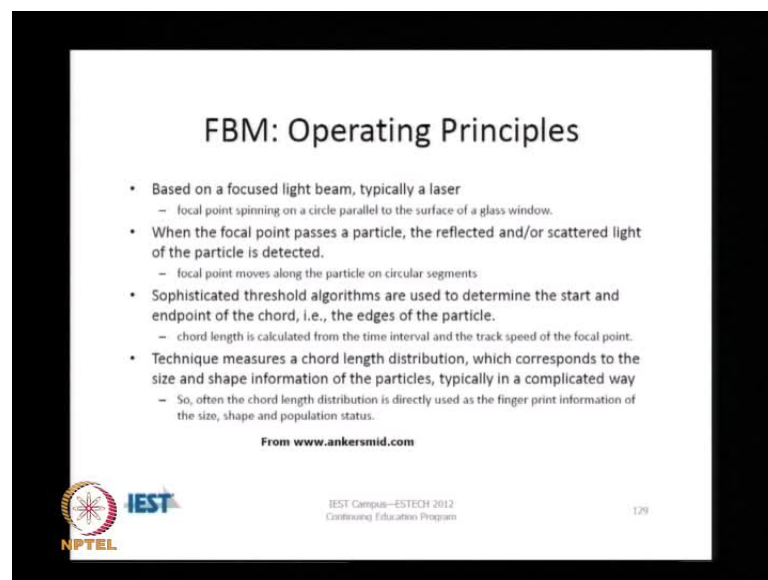 FBM: Operating Principles
• Based on a focused light beam, typically a laser
– focal point spinning on a circle parallel to the surface of a glass window.
• When the focal point passes a particle, the reflected and/or scattered light
of the particle is detected.
– focal point moves along the particle on circular segments
• Sophisticated threshold algorithms are used to determine the start and
endpoint of the chord, i.e., the edges of the particle.
– chord length is calculated from the time interval and the track speed of the focal point.
• Technique measures a chord length distribution, which corresponds to the
size and shape information of the particles, typically in a complicated way
– So, often the chord length distribution is directly used as the finger print information of
the size, shape and population status.
From www.ankersmid.com
IEST
NPTEL
IEST Campus—ESTECH 2012
Continuing Education Program
129